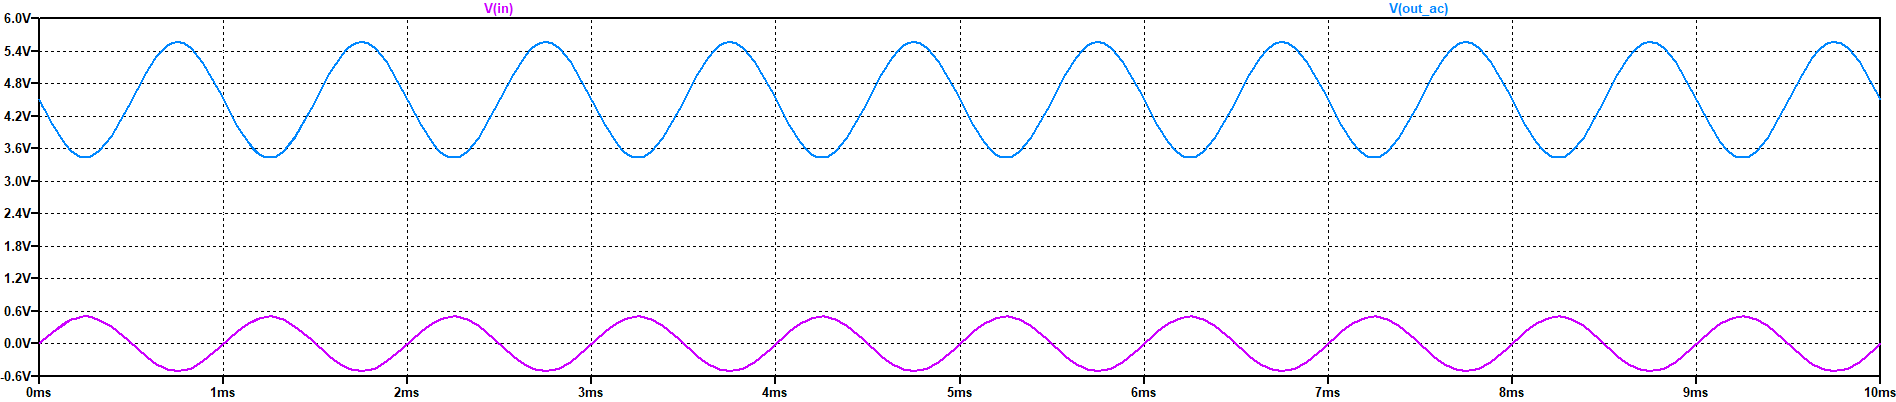 V(in) V(out_ac)
6.0V
5.4V
4.8V
4.2V
3.6V
3.0V
2.4V
1.8V
1.2V
0.6V
0.0V
-0.6V
0ms 1ms 2ms 3ms 4ms 5ms 6ms 7ms 8ms 9ms 10ms